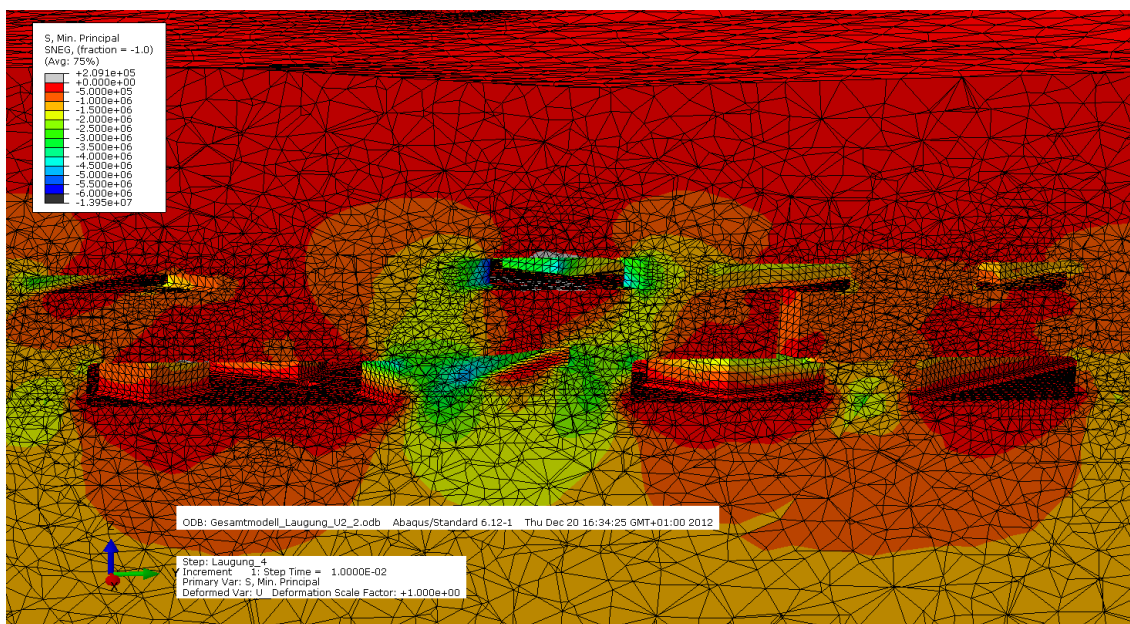 S, Min. Principal
SNEG, (fraction = -1.0)
(Avg: 75%)
+2.091e+05
+0.000e+00
-5.000e+05
-1.000e+06
-1.500e+06
-2.000e+06
-2.500e+06
-3.000e+06
-3.500e+06
-4.000e+06
-4.500e+06
-5.000e+06
-5.500e+06
-6.000e+06
-1.395e+07
ODB: Gesamtmodell_Laugung_U2_2.odb Abaqus/Standard 6.12-1 Thu Dec 20 16:34:25 GMT+01:00 2012
Step: Laugung_4
Increment 1: Step Time = 1.0000E-02
Primary Var: S, Min. Principal
Deformed Var: U Deformation Scale Factor: +1.000e+00
Y
X